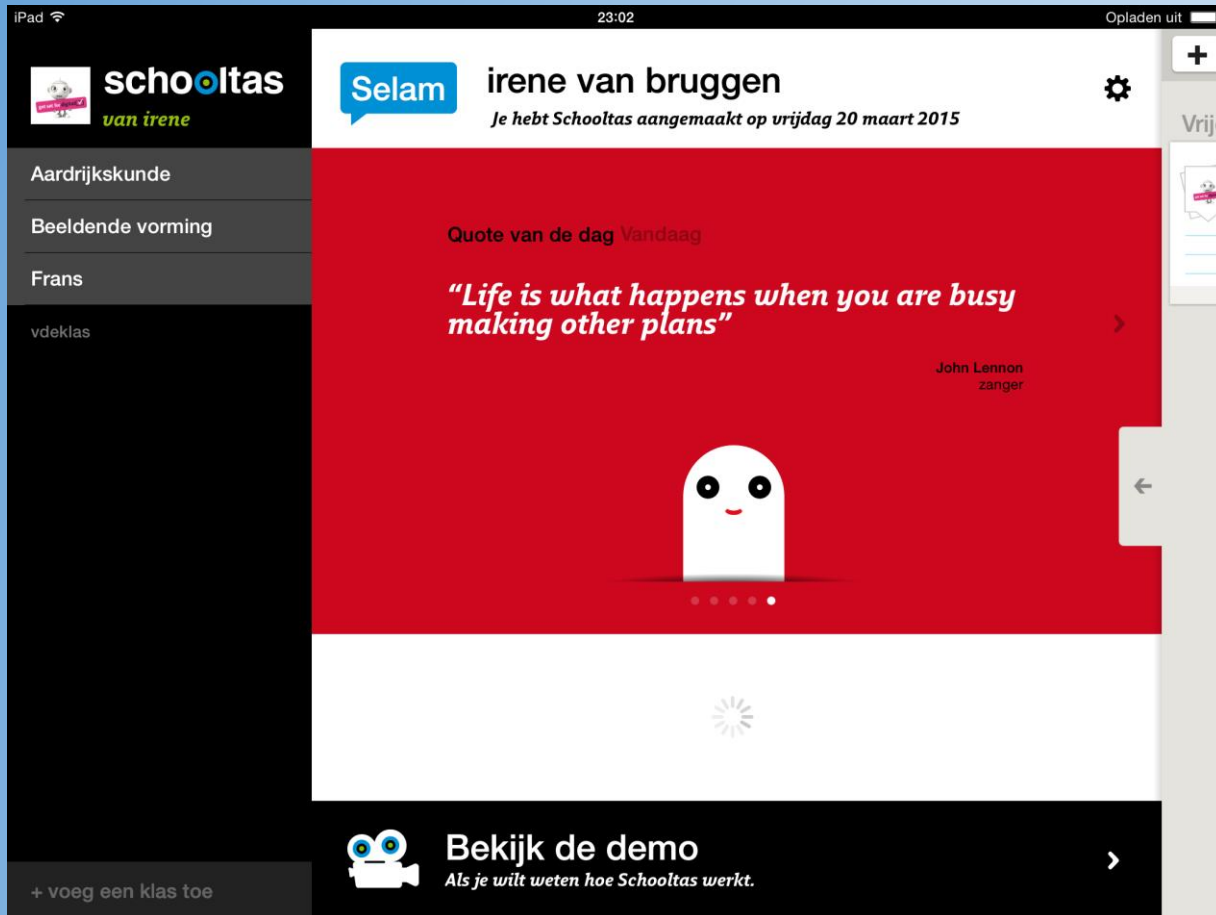 iPad
23:02
Opladen uit
schooltas
van irene
Aardrijkskunde
Beeldende vorming
Frans
vdeklas
+ voeg een klas toe
Selam
irene van bruggen
Je hebt Schooltas aangemaakt op vrijdag 20 maart 2015
Quote van de dag Vandaag
“Life is what happens when you are busy
making other plans”
John Lennon
zanger
Bekijk de demo
Als je wilt weten hoe Schooltas werkt.
+